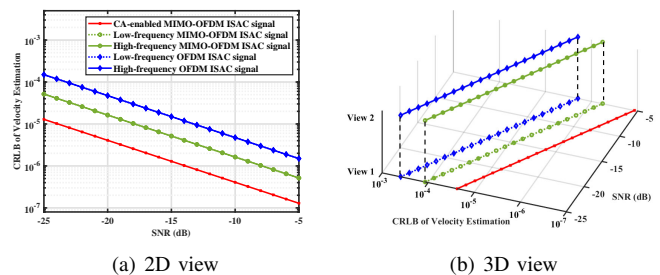 CA-enabled MIMO-OFDM ISAC signal
Low-frequency MIMO-OFDM ISAC signal
High-frequency MIMO-OFDM ISAC signal
Low-frequency OFDM ISAC signal
High-frequency OFDM ISAC signal
CRLB of Velocity Estimation
10^-3
10^-4
10^-5
10^-6
10^-7
-25
-20
-15
-10
-5
SNR (dB)
(a) 2D view
View 2
View 1
10^-3
10^-4
10^-5
10^-6
10^-7
CRLB of Velocity Estimation
-25
-20
-15
-10
-5
SNR (dB)
(b) 3D view